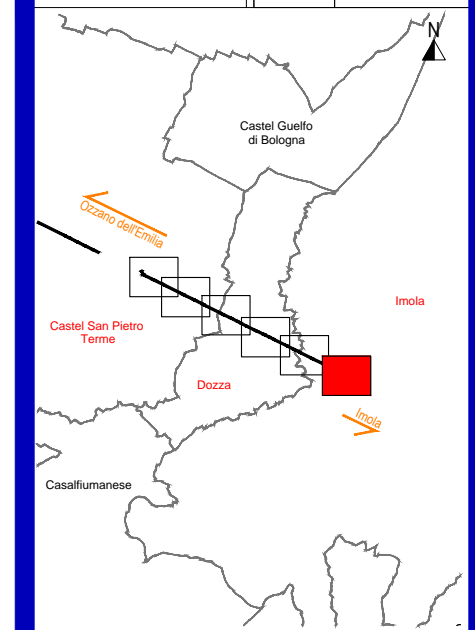 N
Castel Guelfo
di Bologna
Ozzano dell'Emilia
Imola
Castel San Pietro
Terme
Dozza
Imola
Casalfiumanese